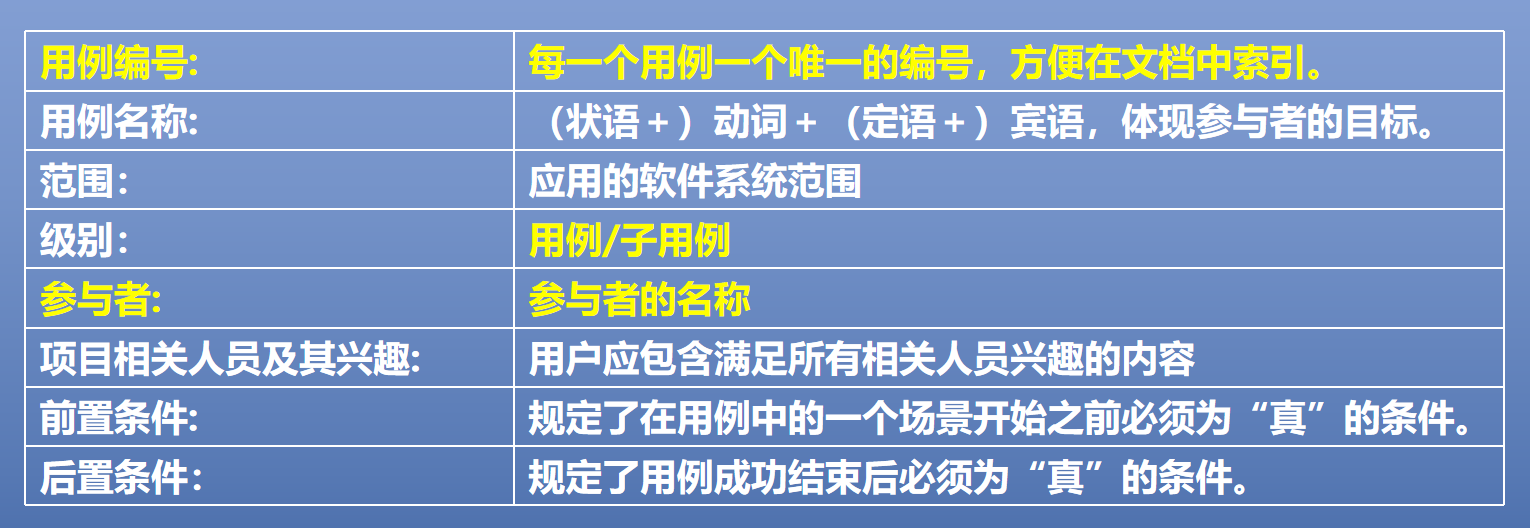 用例编号: 每一个用例一个唯一的编号，方便在文档中索引。
用例名称: （状语+）动词+（定语+）宾语，体现参与者的目标。
范围： 应用的软件系统范围
级别： 用例/子用例
参与者: 参与者的名称
项目相关人员及其兴趣: 用户应包含满足所有相关人员兴趣的内容
前置条件: 规定了在用例中的一个场景开始之前必须为“真”的条件。
后置条件： 规定了用例成功结束后必须为“真”的条件。